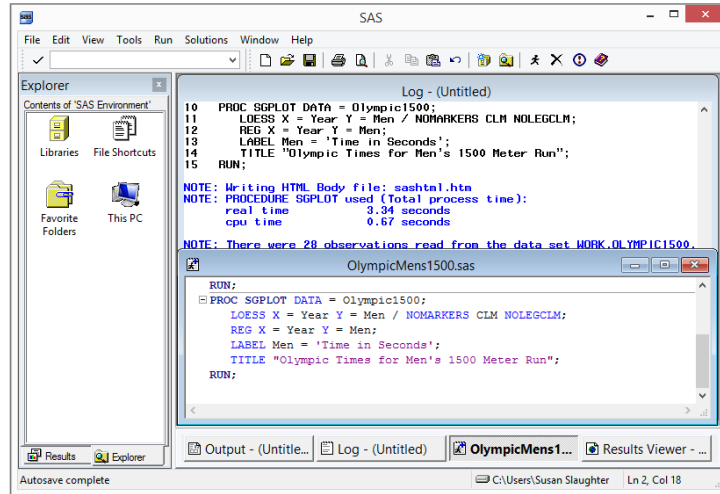 sas
SAS
File Edit View Tools Run Solutions Window Help
Explorer
Contents of 'SAS Environment'
Libraries File Shortcuts
Favorite Folders This PC
Log - (Untitled)
10 PROC SGPLOT DATA = Olympic1500;
11 LOESS X = Year Y = Men / NOMARKERS CLM NOLEGCLM;
12 REG X = Year Y = Men;
13 LABEL Men = 'Time in Seconds';
14 TITLE "Olympic Times for Men's 1500 Meter Run";
15 RUN;
NOTE: Writing HTML Body file: sashtml.htm
NOTE: PROCEDURE SGPLOT used (Total process time):
real time 3.34 seconds
cpu time 0.67 seconds
NOTE: There were 28 observations read from the data set WORK.OLYMPIC1500.
OlympicMens1500.sas
RUN;
PROC SGPLOT DATA = Olympic1500;
LOESS X = Year Y = Men / NOMARKERS CLM NOLEGCLM;
REG X = Year Y = Men;
LABEL Men = 'Time in Seconds';
TITLE "Olympic Times for Men's 1500 Meter Run";
RUN;
Results Explorer
Output - (Untitle... Log - (Untitled) OlympicMens1... Results Viewer - ...
Autosave complete C:\Users\Susan Slaughter Ln 2, Col 18